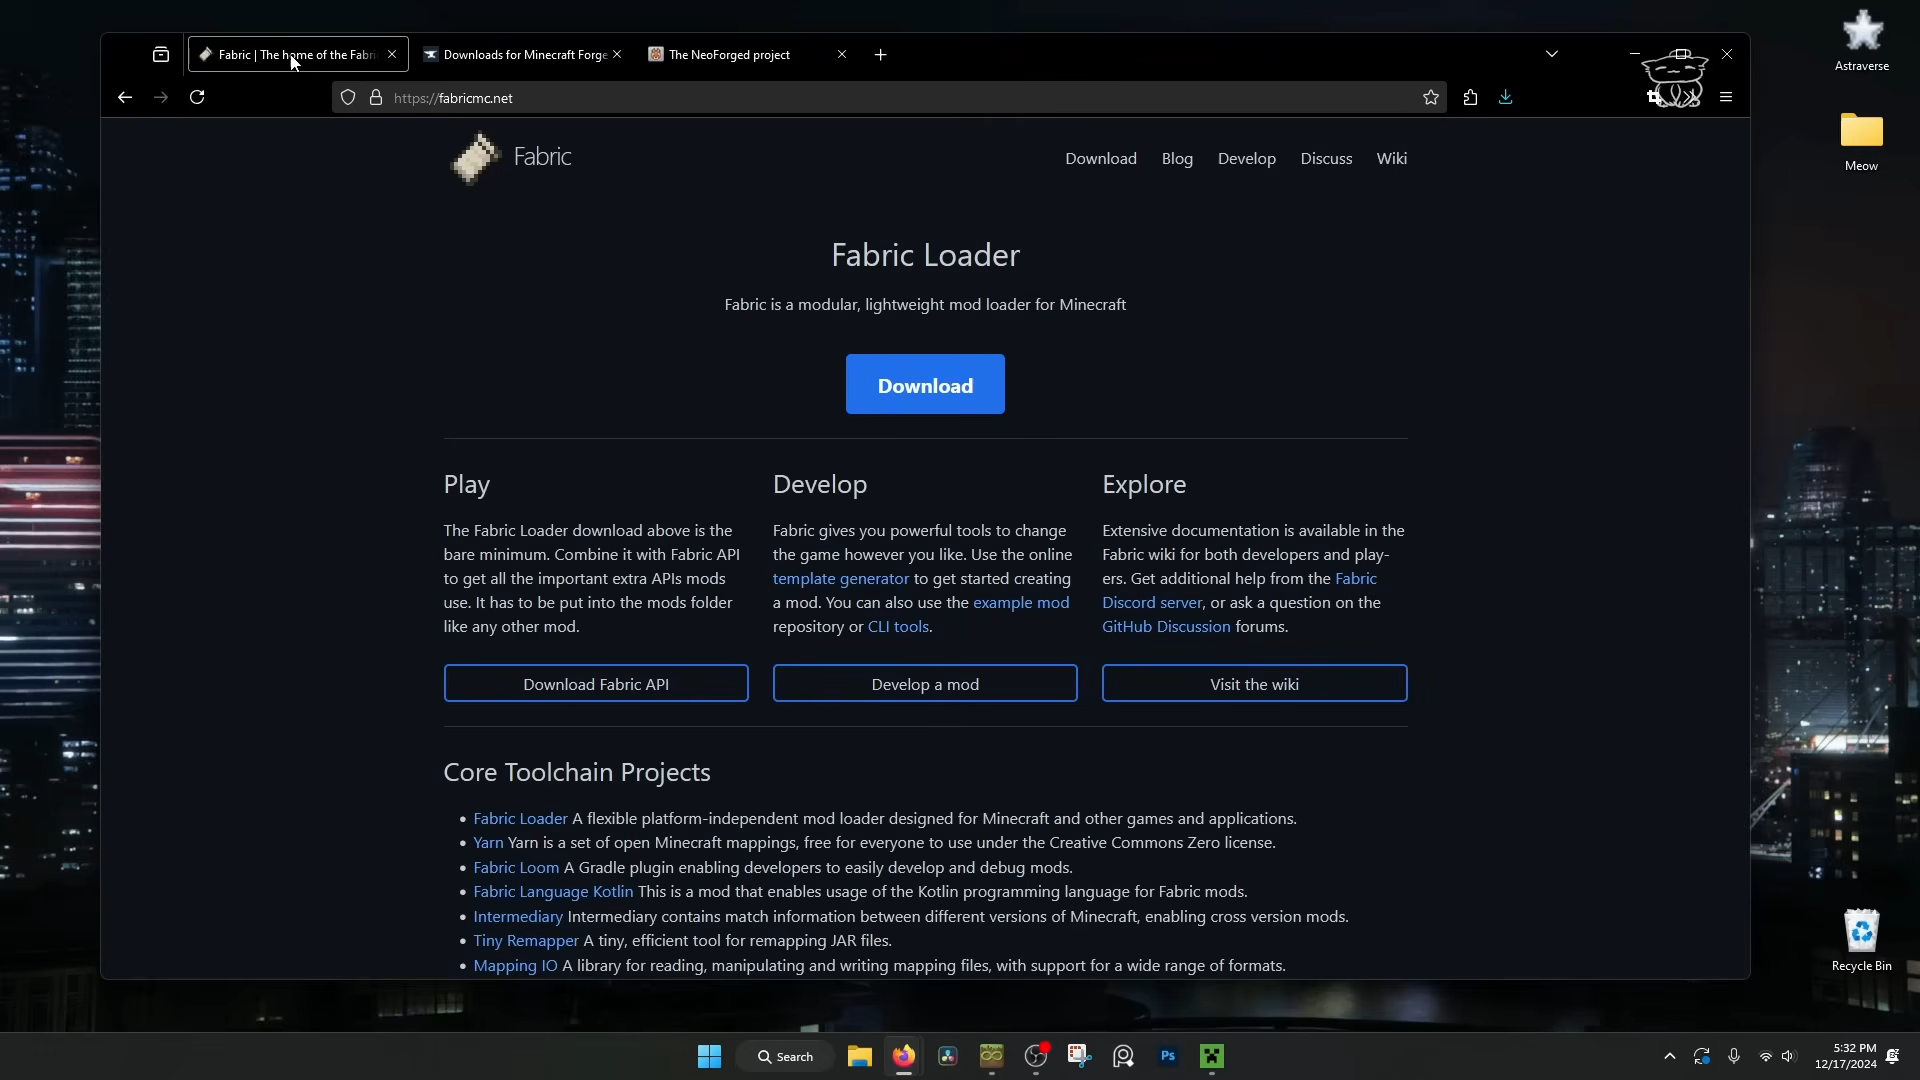 Fabric | The home of the Fabri
Downloads for Minecraft Forge
The NeoForged project
https://fabricmc.net
Fabric
Download
Blog
Develop
Discuss
Wiki
Fabric Loader
Fabric is a modular, lightweight mod loader for Minecraft
Download
Play
The Fabric Loader download above is the
bare minimum. Combine it with Fabric API
to get all the important extra APIs mods
use. It has to be put into the mods folder
like any other mod.
Download Fabric API
Develop
Fabric gives you powerful tools to change
the game however you like. Use the online
template generator to get started creating
a mod. You can also use the example mod
repository or CLI tools.
Develop a mod
Explore
Extensive documentation is available in the
Fabric wiki for both developers and play-
ers. Get additional help from the Fabric
Discord server, or ask a question on the
GitHub Discussion forums.
Visit the wiki
Core Toolchain Projects
• Fabric Loader A flexible platform-independent mod loader designed for Minecraft and other games and applications.
• Yarn Yarn is a set of open Minecraft mappings, free for everyone to use under the Creative Commons Zero license.
• Fabric Loom A Gradle plugin enabling developers to easily develop and debug mods.
• Fabric Language Kotlin This is a mod that enables usage of the Kotlin programming language for Fabric mods.
• Intermediary Intermediary contains match information between different versions of Minecraft, enabling cross version mods.
• Tiny Remapper A tiny, efficient tool for remapping JAR files.
• Mapping IO A library for reading, manipulating and writing mapping files, with support for a wide range of formats.
Astraverse
Meow
Recycle Bin
Search
Ps
5:32 PM
12/17/2024